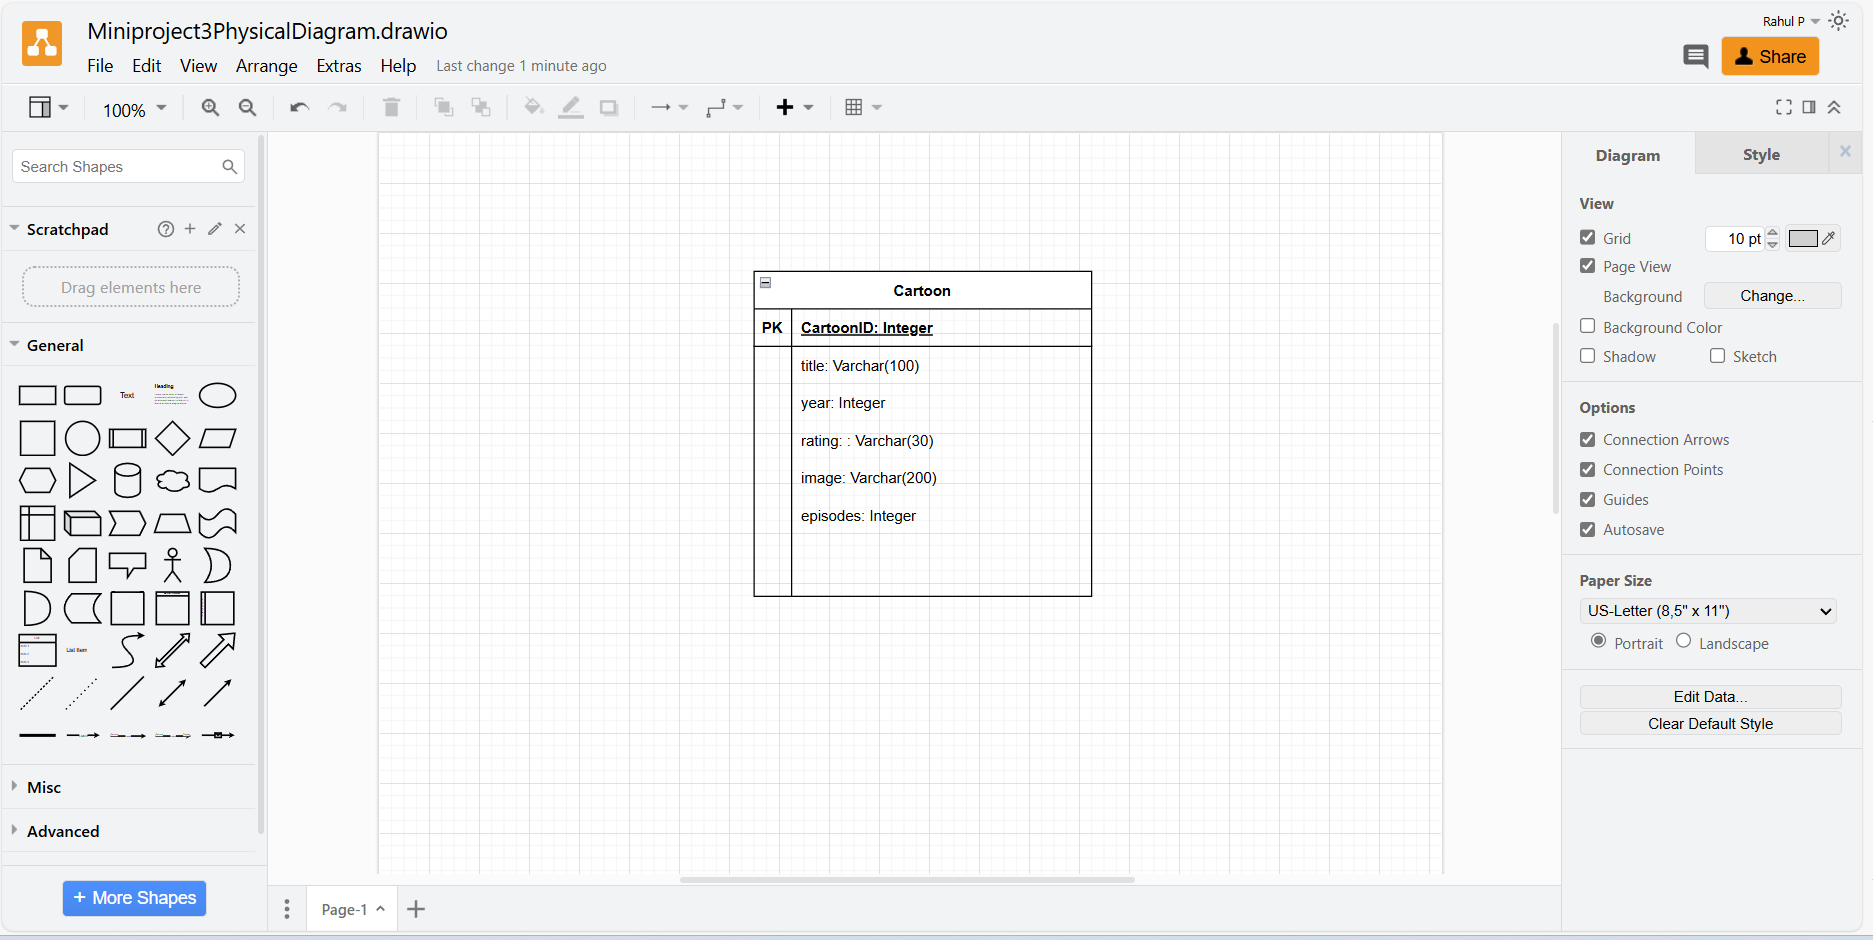 Miniproject3PhysicalDiagram.drawio
Rahul P
File Edit View Arrange Extras Help Last change 1 minute ago
Share
100%
Search Shapes
Scratchpad
Drag elements here
General
Text
Heading
List Item
Misc
Advanced
+ More Shapes
Cartoon
PK CartoonID: Integer
title: Varchar(100)
year: Integer
rating: : Varchar(30)
image: Varchar(200)
episodes: Integer
Page-1
Diagram Style
View
Grid 10 pt
Page View
Background Change...
Background Color
Shadow Sketch
Options
Connection Arrows
Connection Points
Guides
Autosave
Paper Size
US-Letter (8,5" x 11")
Portrait Landscape
Edit Data...
Clear Default Style